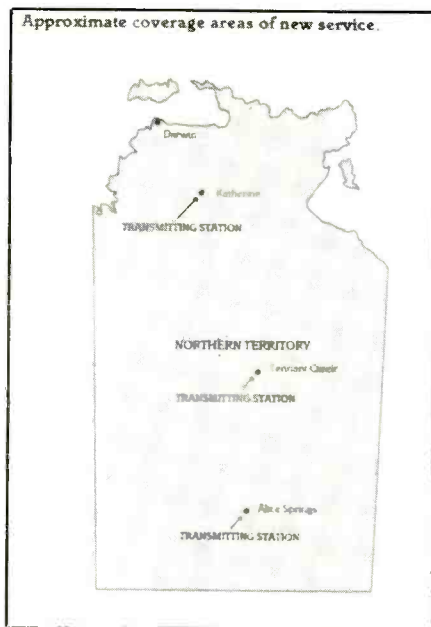 Approximate coverage areas of new service.
Darwin
Katherine
TRANSMITTING STATION
NORTHERN TERRITORY
Tennant Creek
TRANSMITTING STATION
Alice Springs
TRANSMITTING STATION